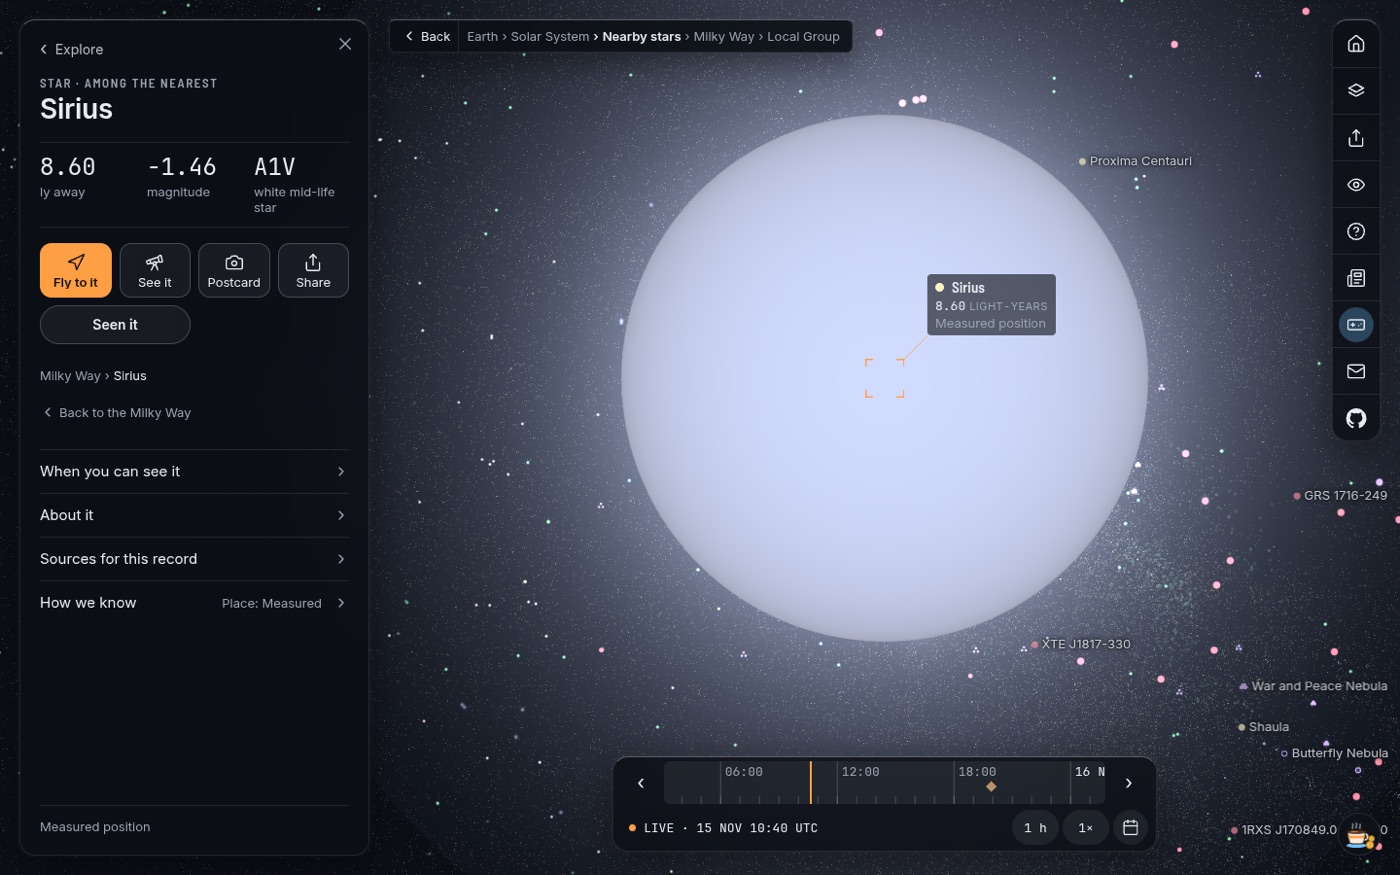 Explore
STAR · AMONG THE NEAREST
Sirius
8.60
ly away
-1.46
magnitude
A1V
white mid-life
star
Fly to it
See it
Postcard
Share
Seen it
Milky Way › Sirius
Back to the Milky Way
When you can see it
About it
Sources for this record
How we know
Place: Measured
Measured position
Back
Earth › Solar System › Nearby stars › Milky Way › Local Group
Proxima Centauri
Sirius
8.60 LIGHT-YEARS
Measured position
GRS 1716-249
XTE J1817-330
War and Peace Nebula
Shaula
Butterfly Nebula
1RXS J170849.0
06:00
12:00
18:00
16 N
LIVE · 15 NOV 10:40 UTC
1 h
1×